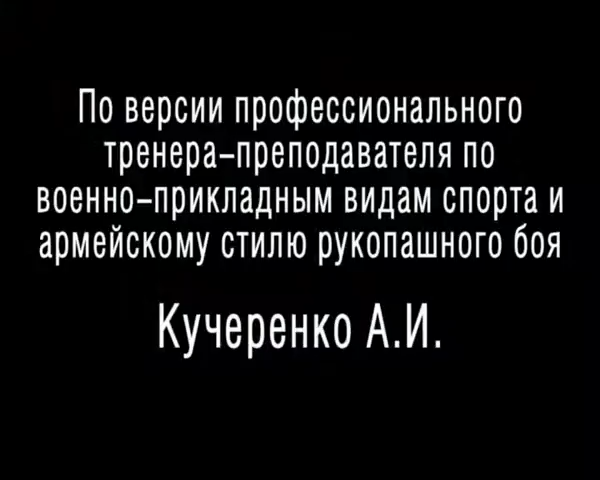 По версии профессионального
тренера-преподавателя по
военно-прикладным видам спорта и
армейскому стилю рукопашного боя
Кучеренко А.И.